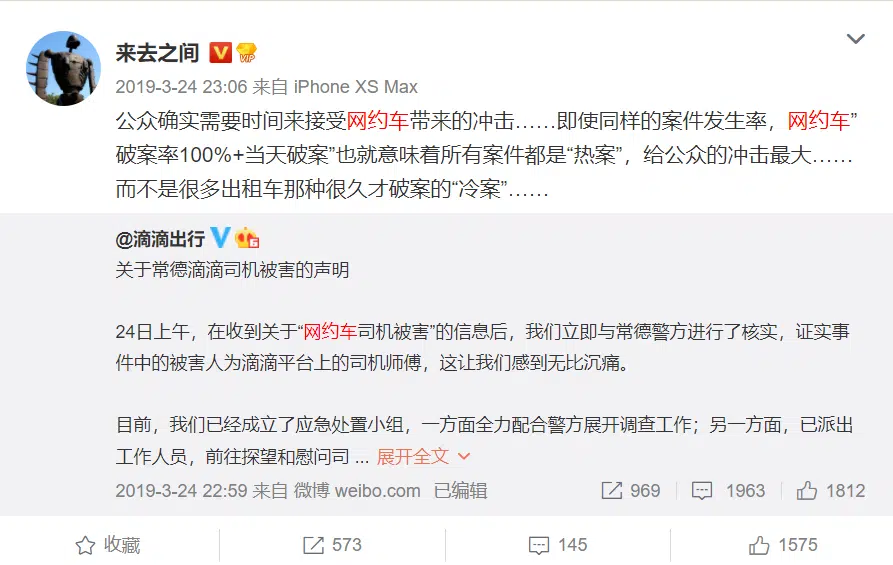 来去之间 V VIP
2019-3-24 23:06 来自 iPhone XS Max
公众确实需要时间来接受网约车带来的冲击……即使同样的案件发生率，网约车”
破案率100%+当天破案”也就意味着所有案件都是“热案”，给公众的冲击最大……
而不是很多出租车那种很久才破案的“冷案”……
@滴滴出行
关于常德滴滴司机被害的声明
24日上午，在收到关于“网约车司机被害”的信息后，我们立即与常德警方进行了核实，证实事
件中的被害人为滴滴平台上的司机师傅，这让我们感到无比沉痛。
目前，我们已经成立了应急处置小组，一方面全力配合警方展开调查工作；另一方面，已派出
工作人员，前往探望和慰问司 ... 展开全文
2019-3-24 22:59 来自 微博 weibo.com 已编辑 969 1963 1812
收藏 573 145 1575